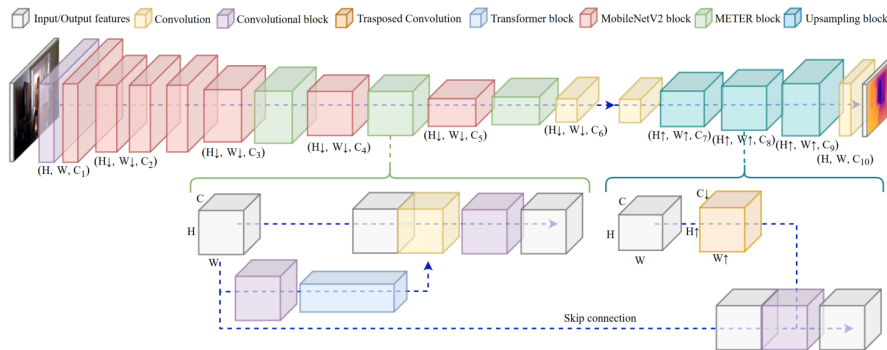 Input/Output features Convolution Convolutional block Trasposed Convolution Transformer block MobileNetV2 block METER block Upsampling block
(H, W, C1)
(H↓, W↓, C2)
(H↓, W↓, C3)
(H↓, W↓, C4)
(H↓, W↓, C5)
(H↓, W↓, C6)
(H↑, W↑, C7)
(H↑, W↑, C8)
(H↑, W↑, C9)
(H, W, C10)
C
H
W
C
H
W
C↓
H↑
W↑
Skip connection